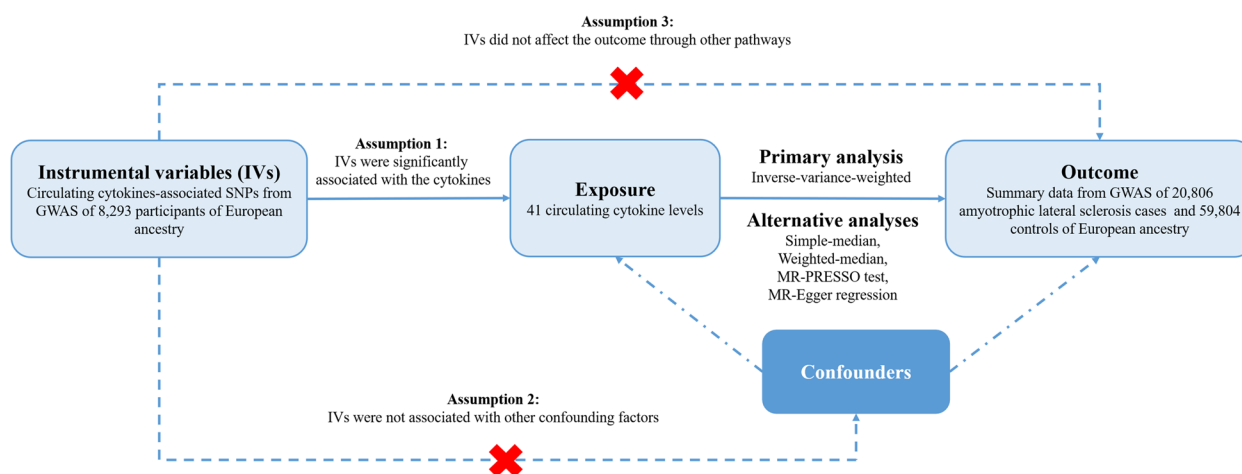 Assumption 3:
IVs did not affect the outcome through other pathways
Instrumental variables (IVs)
Circulating cytokines-associated SNPs from
GWAS of 8,293 participants of European
ancestry
Assumption 1:
IVs were significantly
associated with the cytokines
Exposure
41 circulating cytokine levels
Primary analysis
Inverse-variance-weighted
Alternative analyses
Simple-median,
Weighted-median,
MR-PRESSO test,
MR-Egger regression
Outcome
Summary data from GWAS of 20,806
amyotrophic lateral sclerosis cases and 59,804
controls of European ancestry
Confounders
Assumption 2:
IVs were not associated with other confounding factors